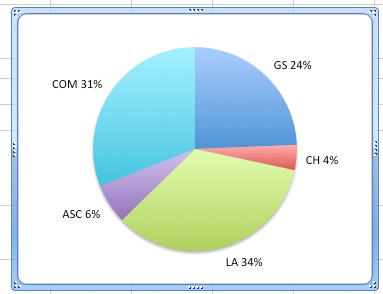 GS 24%
COM 31%
CH 4%
ASC 6%
LA 34%